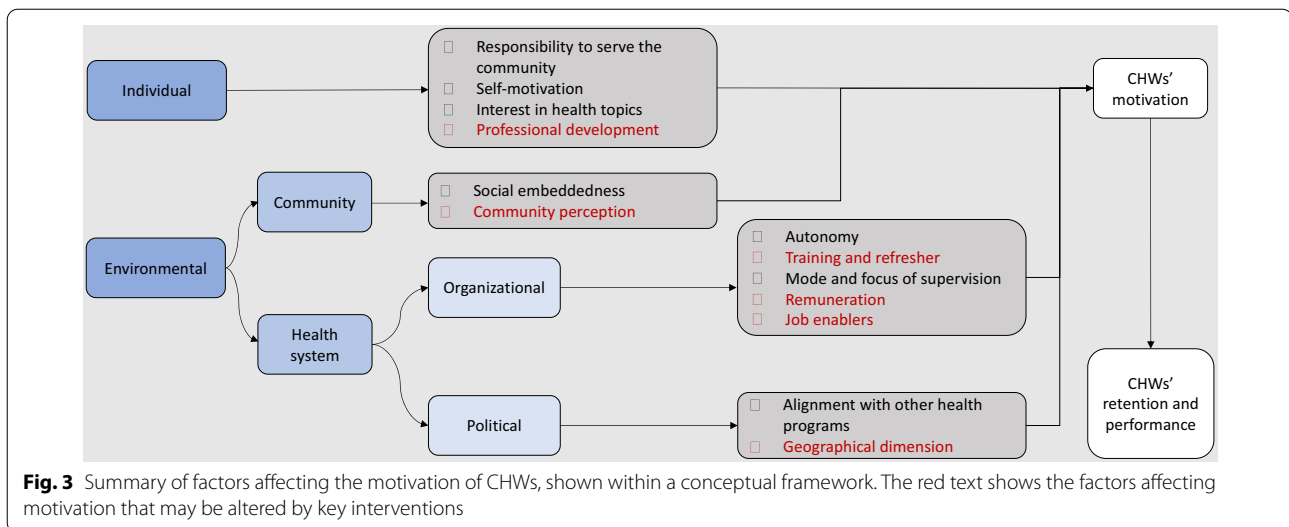 Individual
Responsibility to serve the
community
Self-motivation
Interest in health topics
Professional development
CHWs'
motivation
Community
Social embeddedness
Community perception
Environmental
Organizational
Autonomy
Training and refresher
Mode and focus of supervision
Remuneration
Job enablers
Health
system
Political
Alignment with other health
programs
Geographical dimension
CHWs'
retention and
performance
Fig. 3 Summary of factors affecting the motivation of CHWs, shown within a conceptual framework. The red text shows the factors affecting
motivation that may be altered by key interventions